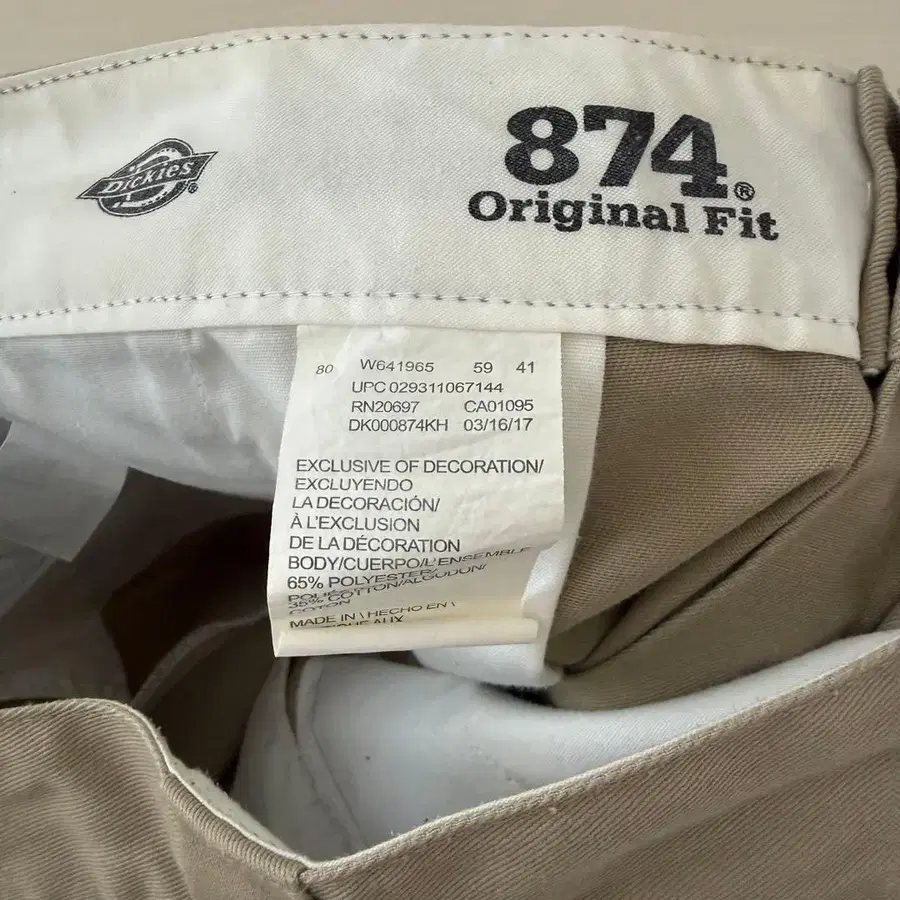 Dickies ®
874®
Original Fit
80 W641965 59 41
UPC 029311067144
RN20697 CA01095
DK000874KH 03/16/17
EXCLUSIVE OF DECORATION/
EXCLUYENDO
LA DECORACIÓN/
À L'EXCLUSION
DE LA DÉCORATION
BODY/CUERPO/L'ENSEMBLE
65% POLYESTER/
35% COTTON/ALGODON/
COTON
MADE IN \ HECHO EN \